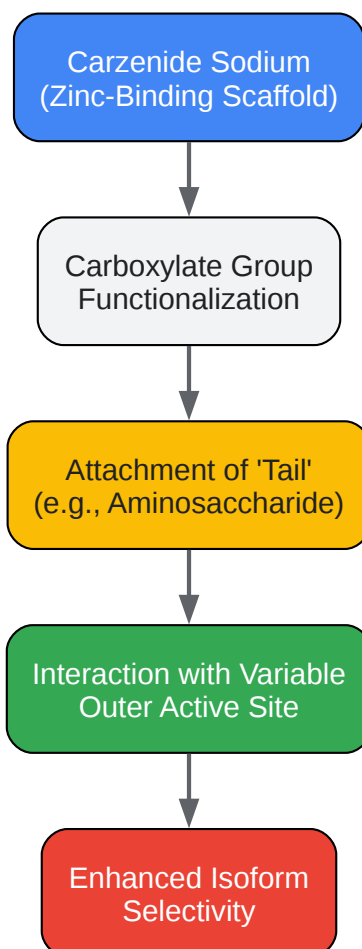 Carzenide Sodium
(Zinc-Binding Scaffold)
Carboxylate Group
Functionalization
Attachment of 'Tail'
(e.g., Aminosaccharide)
Interaction with Variable
Outer Active Site
Enhanced Isoform
Selectivity